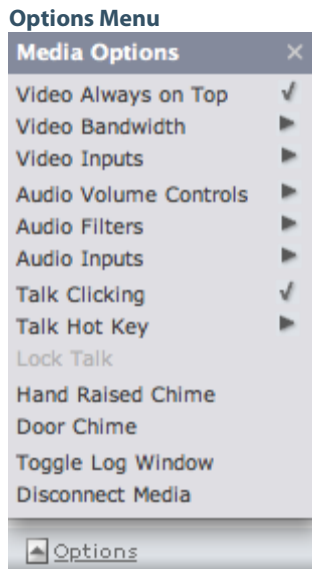 Options Menu
Media Options
Video Always on Top
Video Bandwidth
Video Inputs
Audio Volume Controls
Audio Filters
Audio Inputs
Talk Clicking
Talk Hot Key
Lock Talk
Hand Raised Chime
Door Chime
Toggle Log Window
Disconnect Media
Options